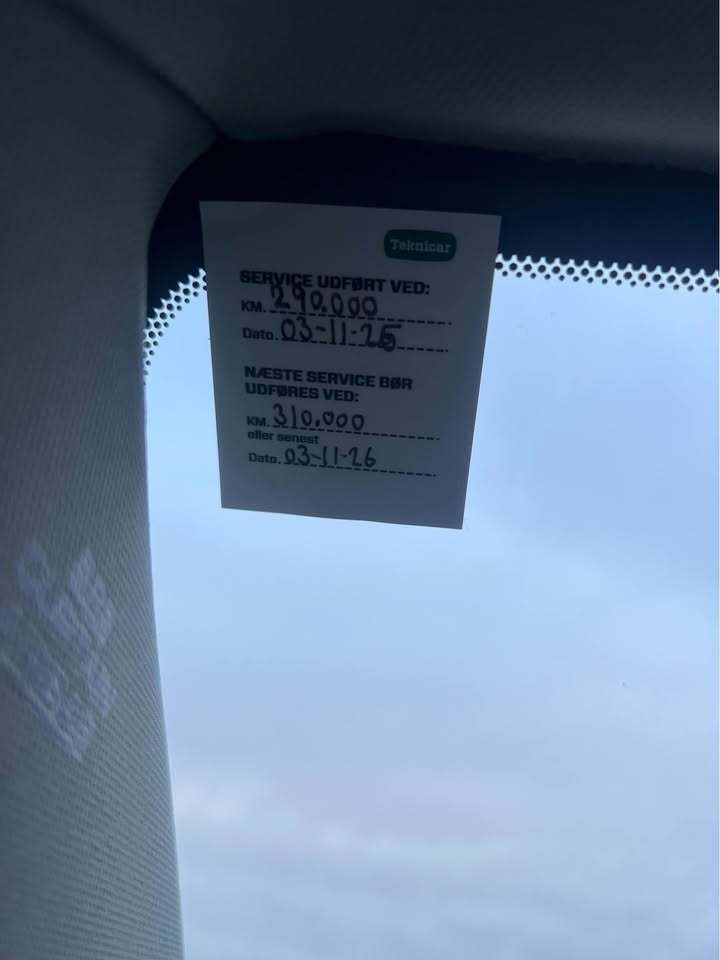 Teknicar
SERVICE UDFØRT VED:
KM. 290.000
Dato. 03-11-25
NÆSTE SERVICE BØR
UDFØRES VED:
KM. 310.000
eller senest
Dato. 03-11-26